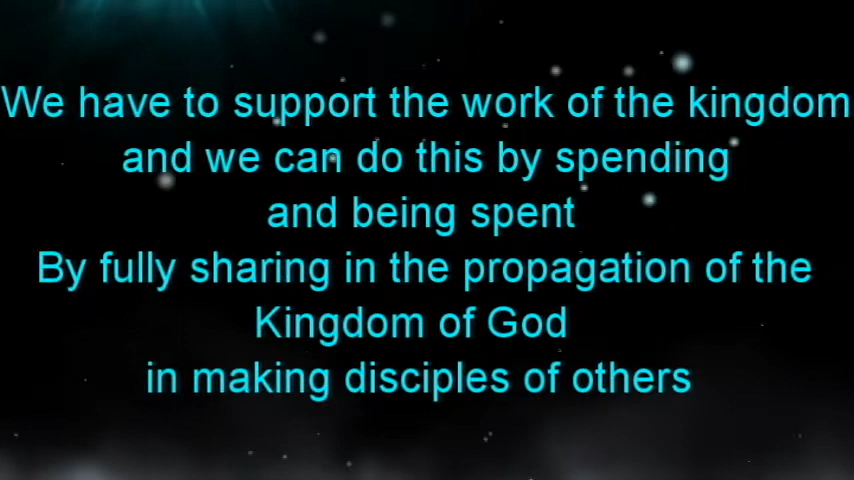 We have to support the work of the kingdom
and we can do this by spending
and being spent
By fully sharing in the propagation of the
Kingdom of God
in making disciples of others